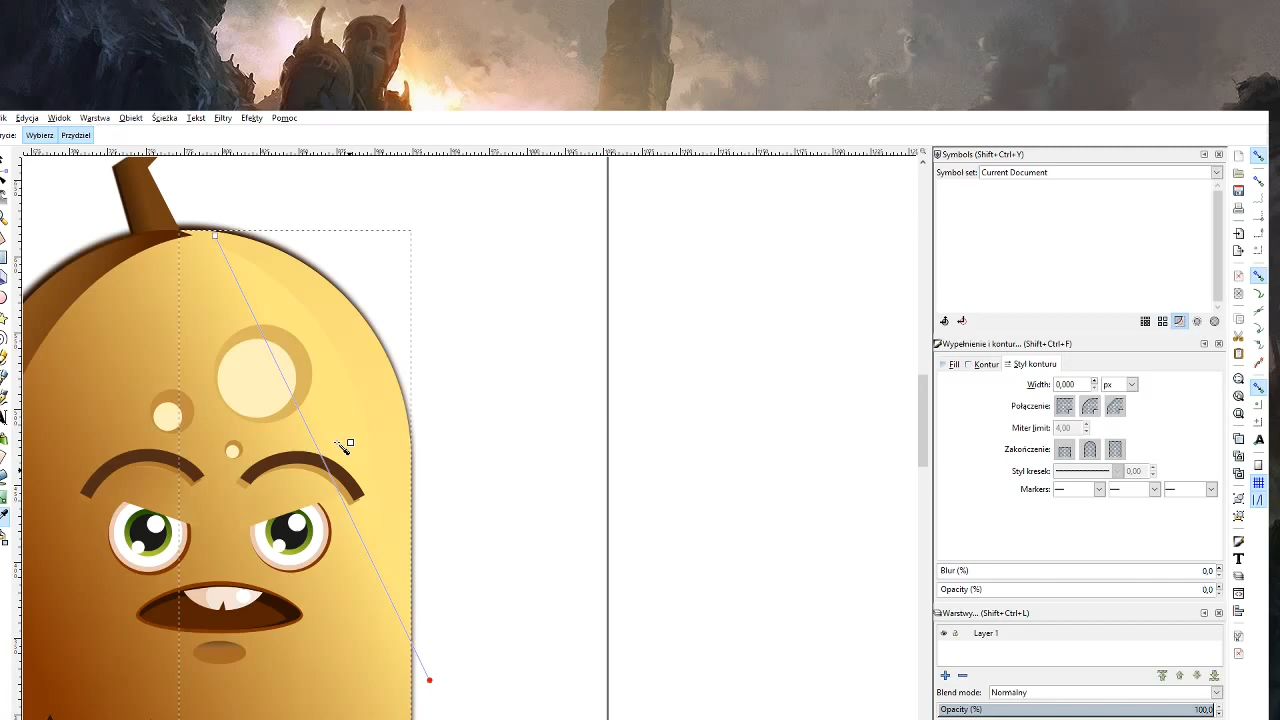 ik Edycja Widok Warstwa Obiekt Ścieżka Tekst Filtry Efekty Pomoc
rycie: Wybierz Przydziel
Symbols (Shift+Ctrl+Y)
Symbol set: Current Document
Wypełnienie i kontur... (Shift+Ctrl+F)
Fill Kontur Styl konturu
Width: 0,000 px
Połączenie:
Miter limit: 4,00
Zakończenie:
Styl kresek: 0,00
Markers:
Blur (%) 0,0
Opacity (%) 0,0
Warstwy... (Shift+Ctrl+L)
Layer 1
Blend mode: Normalny
Opacity (%) 100,0